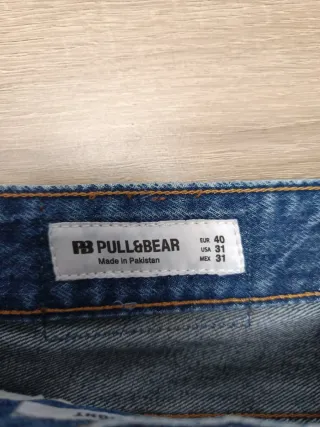 PB PULL&BEAR
Made in Pakistan
EUR 40
USA 31
MEX 31